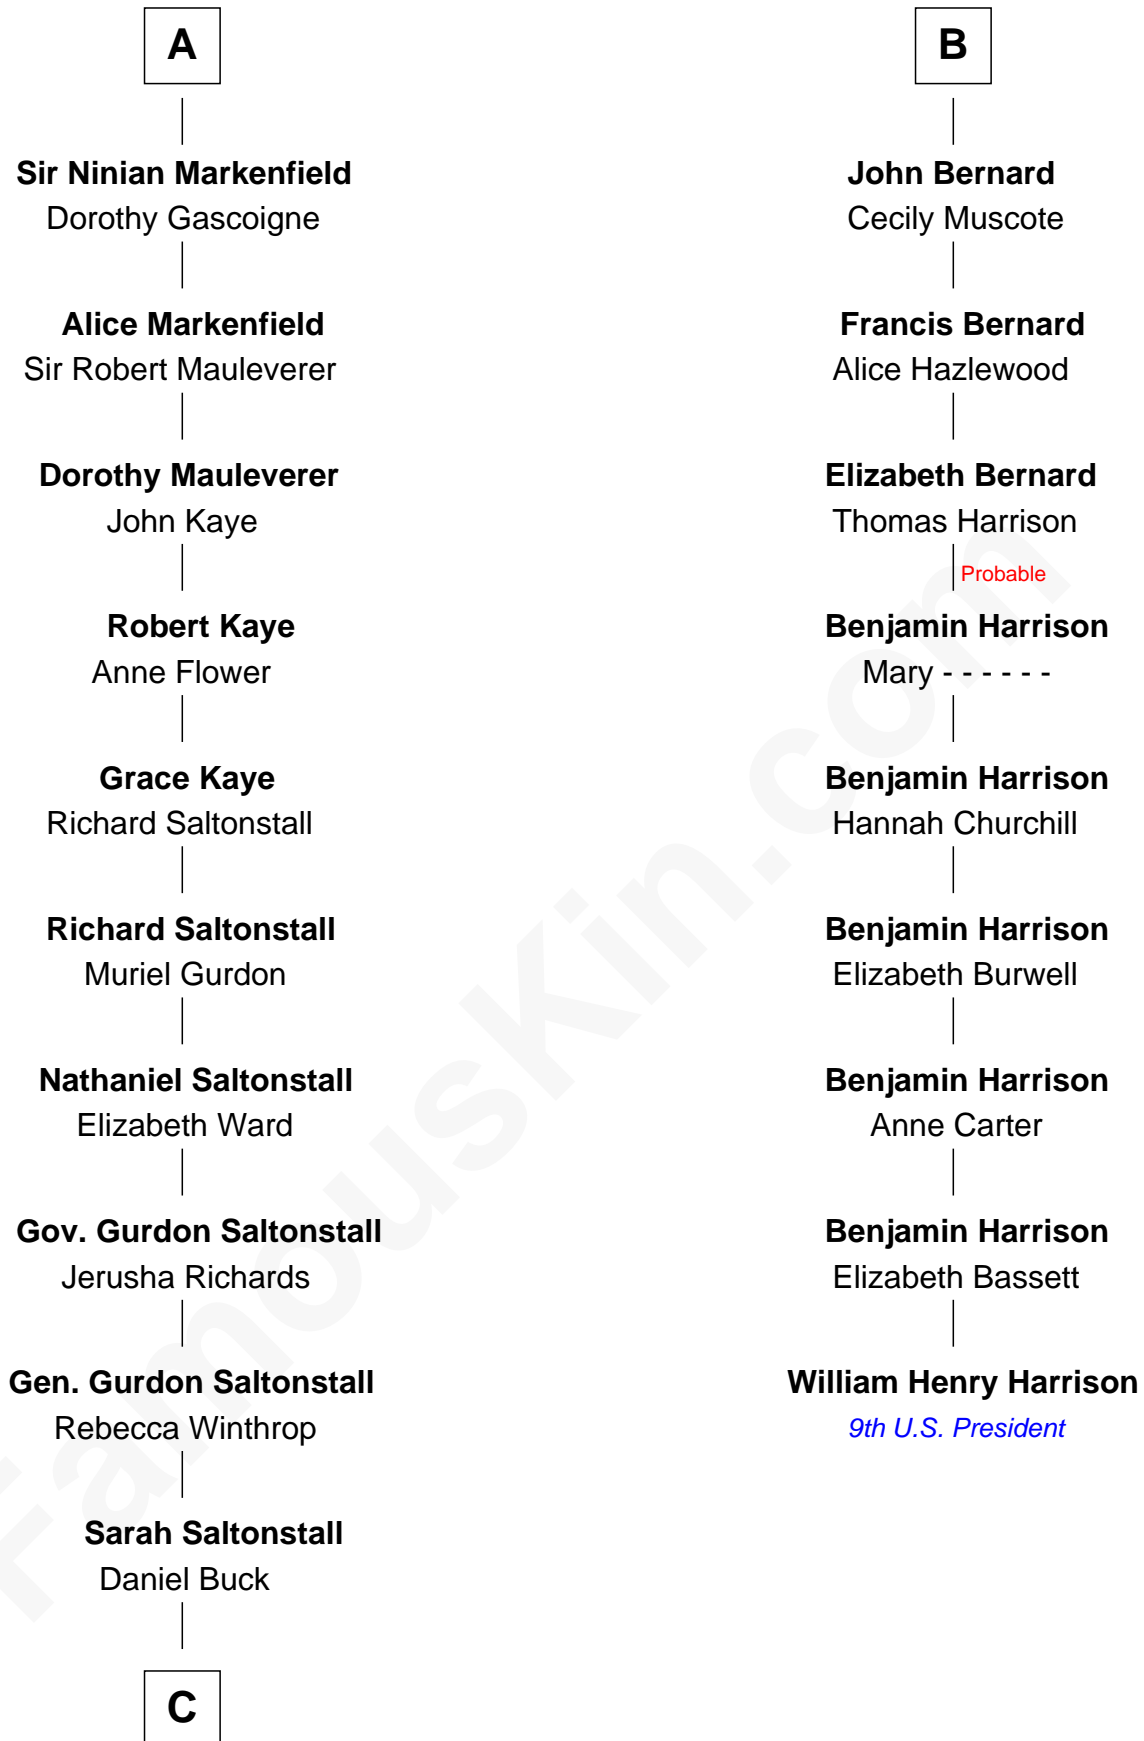 A
Sir Ninian Markenfield
Dorothy Gascoigne
Alice Markenfield
Sir Robert Mauleverer
Dorothy Mauleverer
John Kaye
Robert Kaye
Anne Flower
Grace Kaye
Richard Saltonstall
Richard Saltonstall
Muriel Gurdon
Nathaniel Saltonstall
Elizabeth Ward
Gov. Gurdon Saltonstall
Jerusha Richards
Gen. Gurdon Saltonstall
Rebecca Winthrop
Sarah Saltonstall
Daniel Buck
C
B
John Bernard
Cecily Muscote
Francis Bernard
Alice Hazlewood
Elizabeth Bernard
Thomas Harrison
Probable
Benjamin Harrison
Mary - - - - - -
Benjamin Harrison
Hannah Churchill
Benjamin Harrison
Elizabeth Burwell
Benjamin Harrison
Anne Carter
Benjamin Harrison
Elizabeth Bassett
William Henry Harrison
9th U.S. President
FamousKin.com